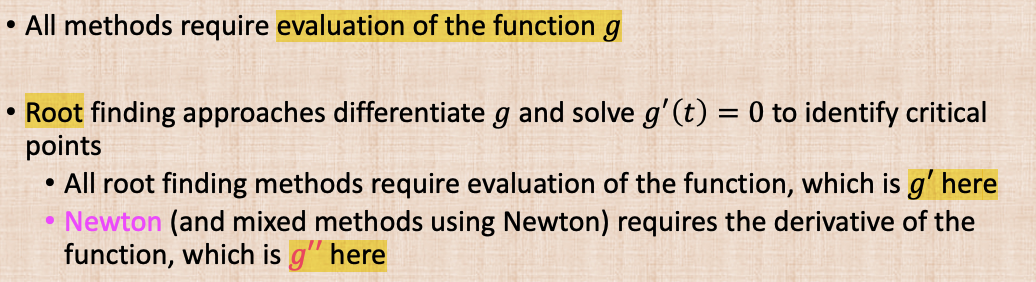 • All methods require evaluation of the function g
• Root finding approaches differentiate g and solve g′(t) = 0 to identify critical
points
• All root finding methods require evaluation of the function, which is g′ here
• Newton (and mixed methods using Newton) requires the derivative of the
function, which is g′′ here